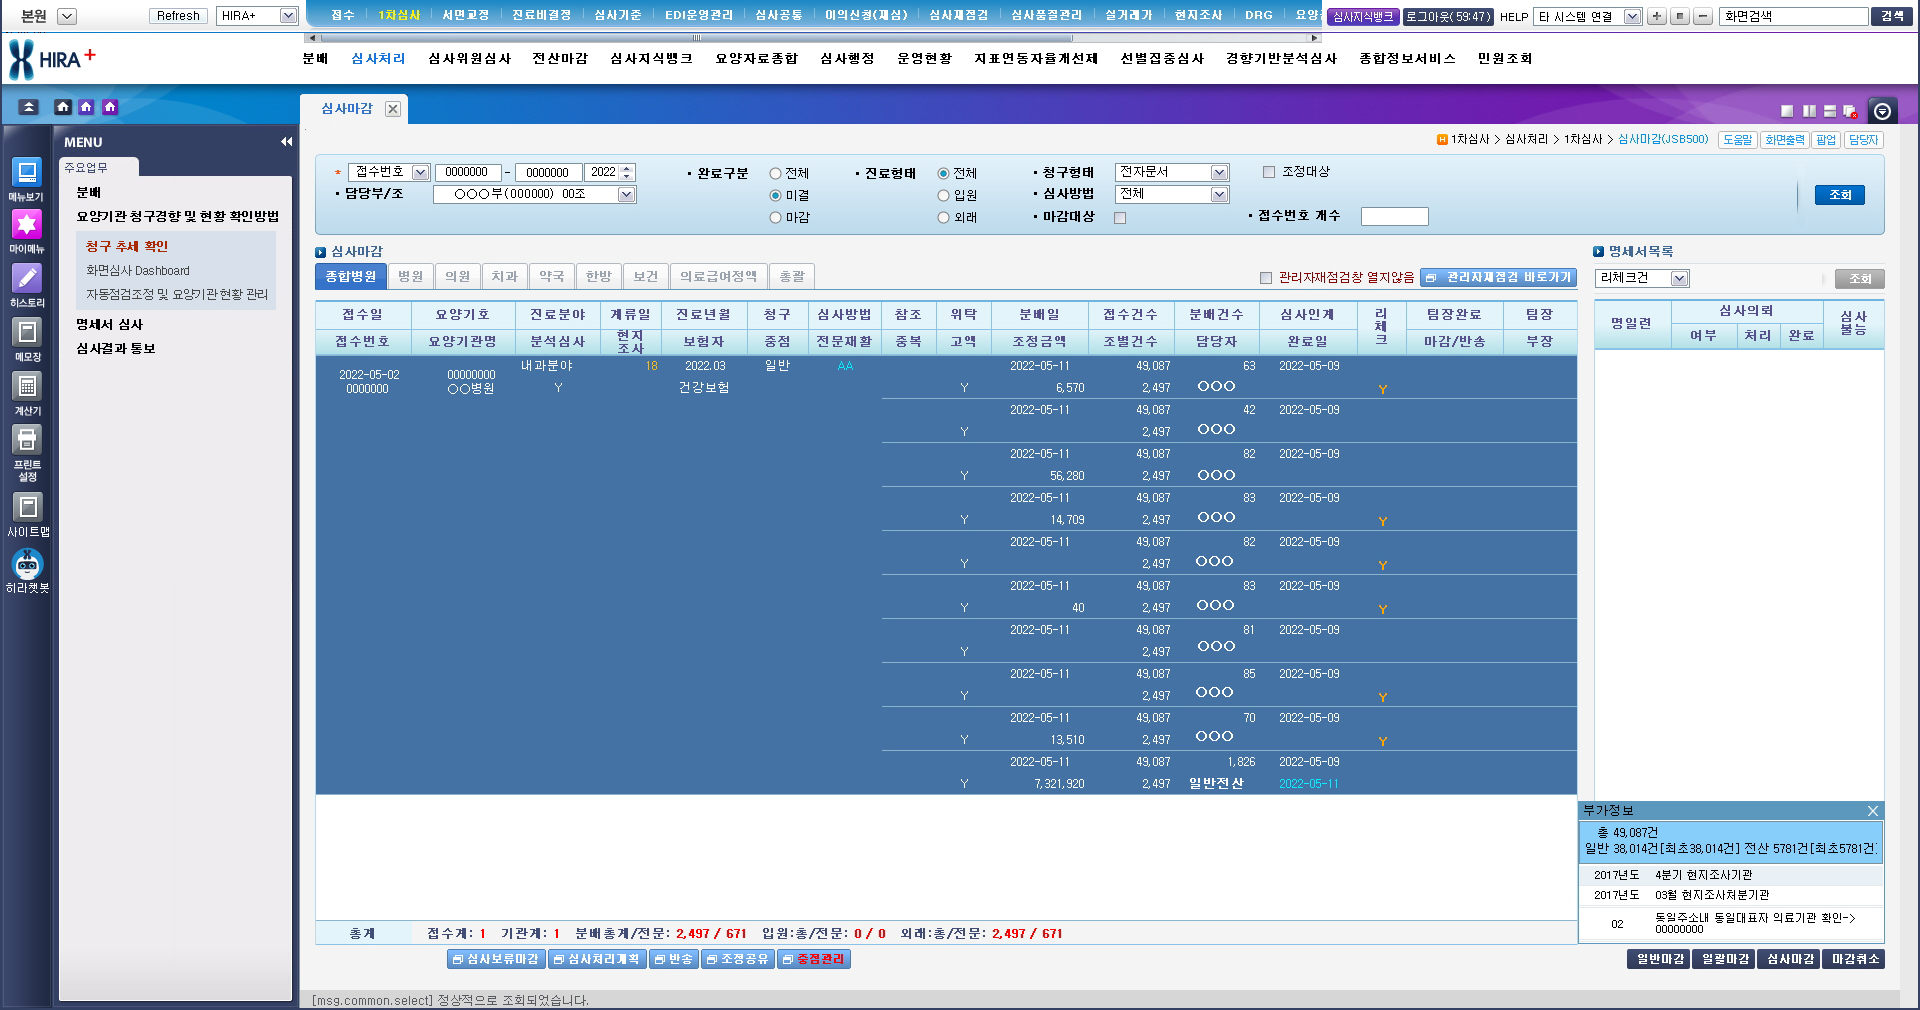 본원 Refresh HIRA+ 접수 1차심사 서면교정 진료비결정 심사기준 EDI운영관리 심사공통 이의신청(재심) 심사재점검 심사품질관리 실거래가 현지조사 DRG 요양 심사지식뱅크 로그아웃(59:47) HELP 타 시스템 연결 화면검색 검색
HIRA+ 분배 심사처리 심사위원심사 전산마감 심사지식뱅크 요양자료종합 심사행정 운영현황 지표연동자율개선제 선별집중심사 경향기반분석심사 종합정보서비스 민원조회
심사마감
MENU
주요업무
분배
요양기관 청구경향 및 현황 확인방법
청구 추세 확인
화면심사 Dashboard
자동점검조정 및 요양기관현황 관리
명세서 심사
심사결과 통보
메뉴보기
마이메뉴
히스토리
메모장
계산기
프린트
설정
사이트맵
히라챗봇
H 1차심사 > 심사처리 > 1차심사 > 심사마감(JSB500) 도움말 화면출력 팝업 담당자
* 접수번호 0000000 - 0000000 2022 완료구분 전체 진료형태 전체 청구형태 전자문서 조정대상
담당부/조 ○○○부(000000) 00조 미결 입원 심사방법 전체 조회
마감 외래 마감대상 접수번호 개수
심사마감
종합병원 병원 의원 치과 약국 한방 보건 의료급여정액 총괄 관리자재점검창 열지않음 관리자재점검 바로가기
접수일 요양기호 진료분야 계류일 진료년월 청구 심사방법 참조 위탁 분배일 접수건수 분배건수 심사인계 리체크 팀장완료 팀장
접수번호 요양기관명 분석심사 현지조사 보험자 중점 전문재활 중복 고액 조정금액 조별건수 담당자 완료일 마감/반송 부장
2022-05-02 00000000 내과분야 18 2022.03 일반 AA 2022-05-11 49,087 63 2022-05-09
0000000 ○○병원 Y 건강보험 Y 6,570 2,497 ○○○ Y
2022-05-11 49,087 42 2022-05-09
Y 2,497 ○○○
2022-05-11 49,087 82 2022-05-09
Y 56,280 2,497 ○○○
2022-05-11 49,087 83 2022-05-09
Y 14,709 2,497 ○○○ Y
2022-05-11 49,087 82 2022-05-09
Y 2,497 ○○○ Y
2022-05-11 49,087 83 2022-05-09
Y 40 2,497 ○○○ Y
2022-05-11 49,087 81 2022-05-09
Y 2,497 ○○○
2022-05-11 49,087 85 2022-05-09
Y 2,497 ○○○ Y
2022-05-11 49,087 70 2022-05-09
Y 13,510 2,497 ○○○ Y
2022-05-11 49,087 1,826 2022-05-09
Y 7,321,920 2,497 일반전산 2022-05-11
총계 접수계: 1 기관계: 1 분배총계/전문: 2,497 / 671 입원:총/전문: 0 / 0 외래:총/전문: 2,497 / 671
심사보류마감 심사처리계획 반송 조정공유 중점관리
명세서목록
리체크건 조회
명일련 심사의뢰 심사불능
여부 처리 완료
부가정보
총 49,087건
일반 38,014건[최초38,014건] 전산 5781건[최초5781건]
2017년도 4분기 현지조사기관
2017년도 03월 현지조사처분기관
02 동일주소내 동일대표자 의료기관 확인->
00000000
일반마감 일괄마감 심사마감 마감취소
[msg.common.select] 정상적으로 조회되었습니다.